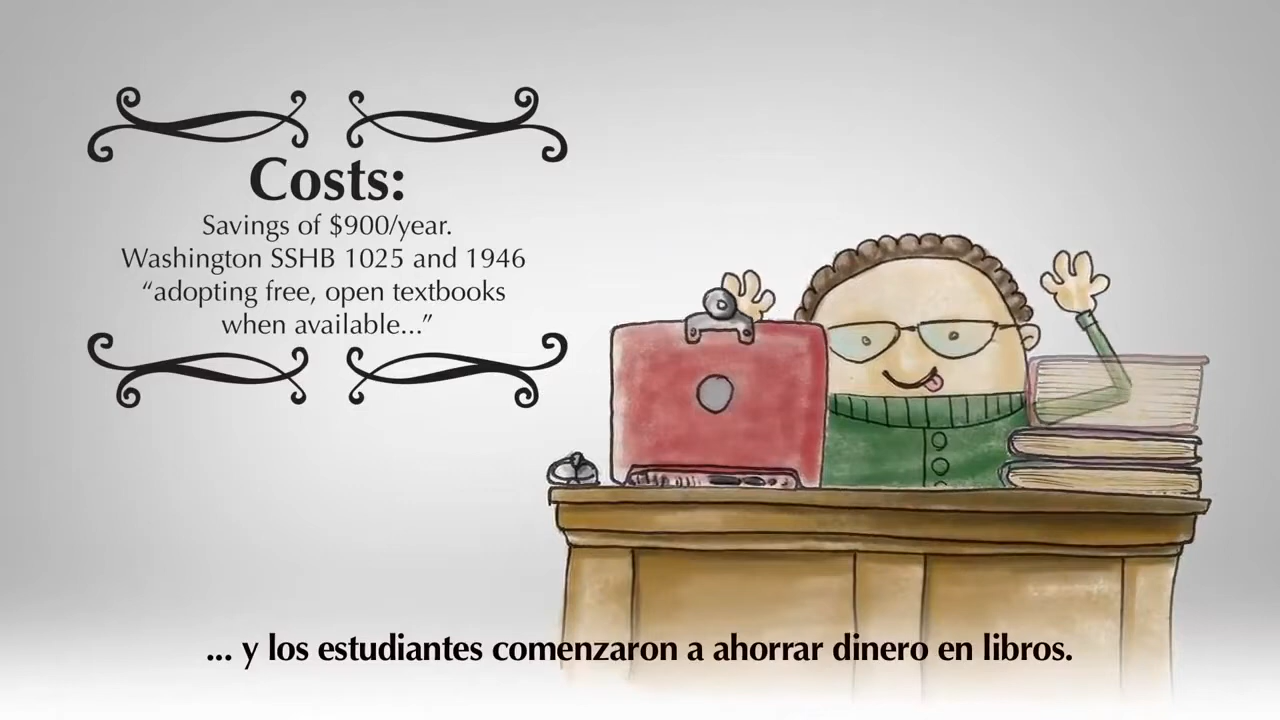 Costs:
Savings of $900/year.
Washington SSHB 1025 and 1946
“adopting free, open textbooks
when available...”
... y los estudiantes comenzaron a ahorrar dinero en libros.